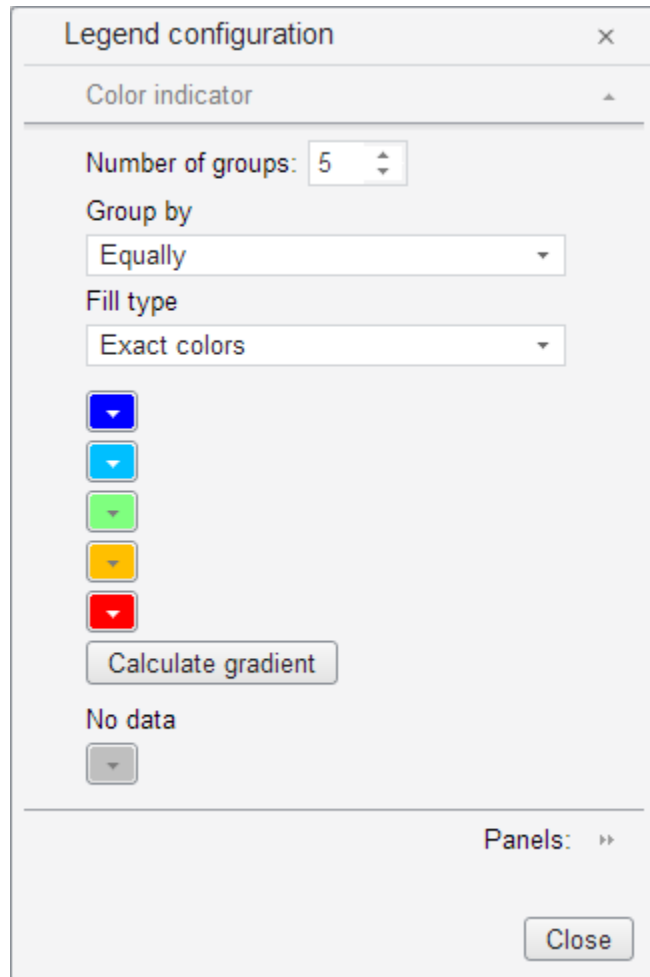 Legend configuration
Color indicator
Number of groups: 5
Group by
Equally
Fill type
Exact colors
Calculate gradient
No data
Panels:
Close